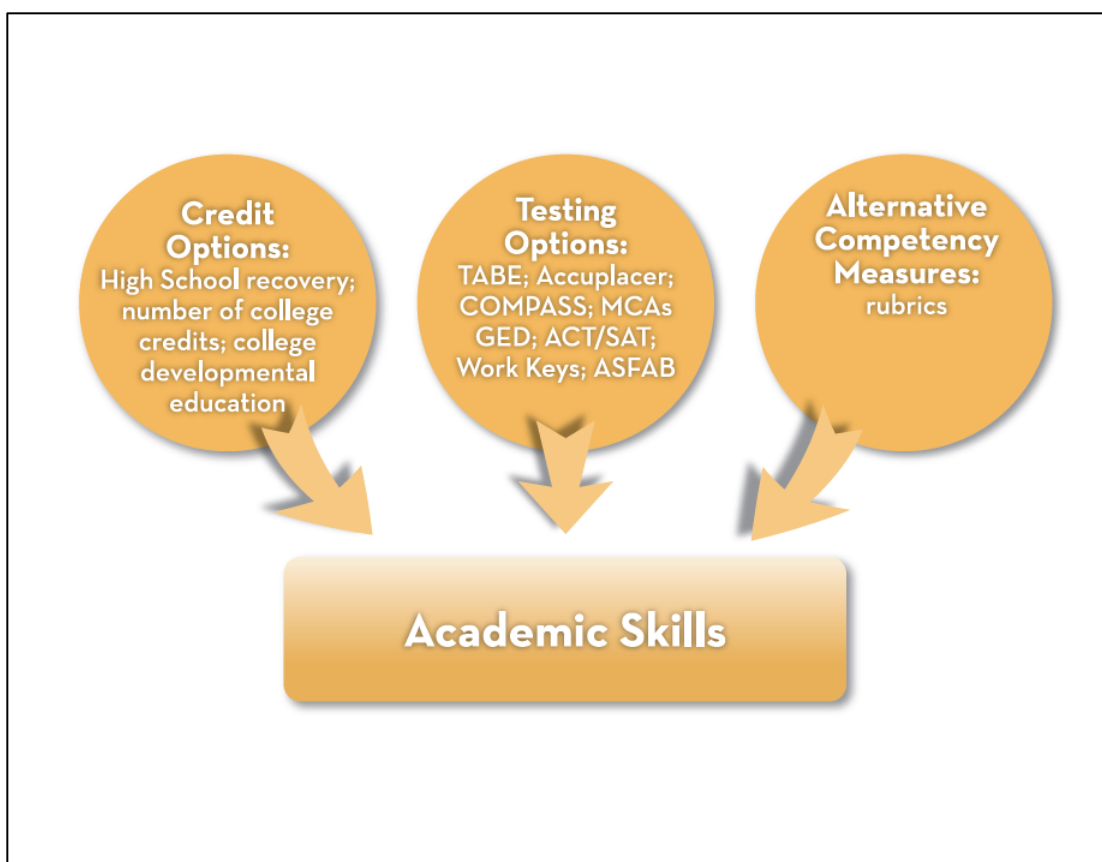 Credit
Options:
High School recovery;
number of college
credits; college
developmental
education
Testing
Options:
TABE; Accuplacer;
COMPASS; MCAs
GED; ACT/SAT;
Work Keys; ASFAB
Alternative
Competency
Measures:
rubrics
Academic Skills